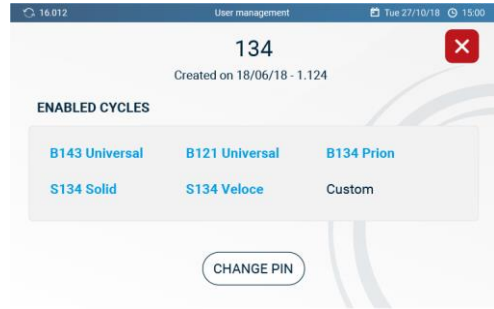 16.012 User management Tue 27/10/18 15:00
134
Created on 18/06/18 - 1.124
ENABLED CYCLES
B143 Universal B121 Universal B134 Prion
S134 Solid S134 Veloce Custom
CHANGE PIN